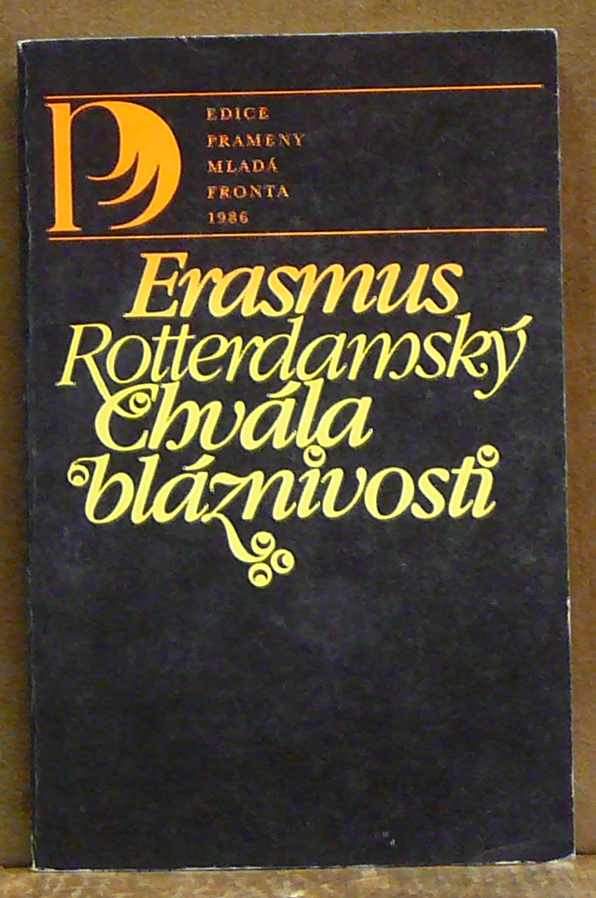 EDICE
PRAMENY
MLADÁ
FRONTA
1986
Erasmus
Rotterdamský
Chvála
bláznivosti